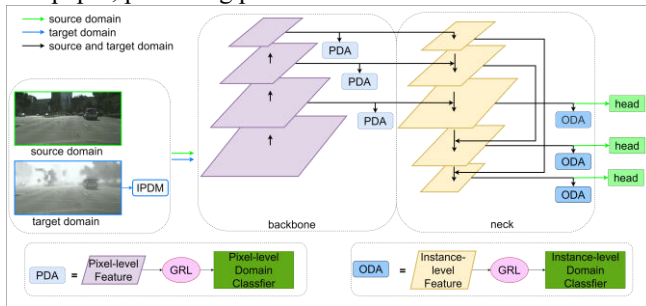 source domain
target domain
source and target domain
PDA
PDA
PDA
source domain
target domain
IPDM
backbone
neck
ODA
head
ODA
head
ODA
head
PDA = Pixel-level Feature GRL Pixel-level Domain Classfier
ODA = Instance-level Feature GRL Instance-level Domain Classfier